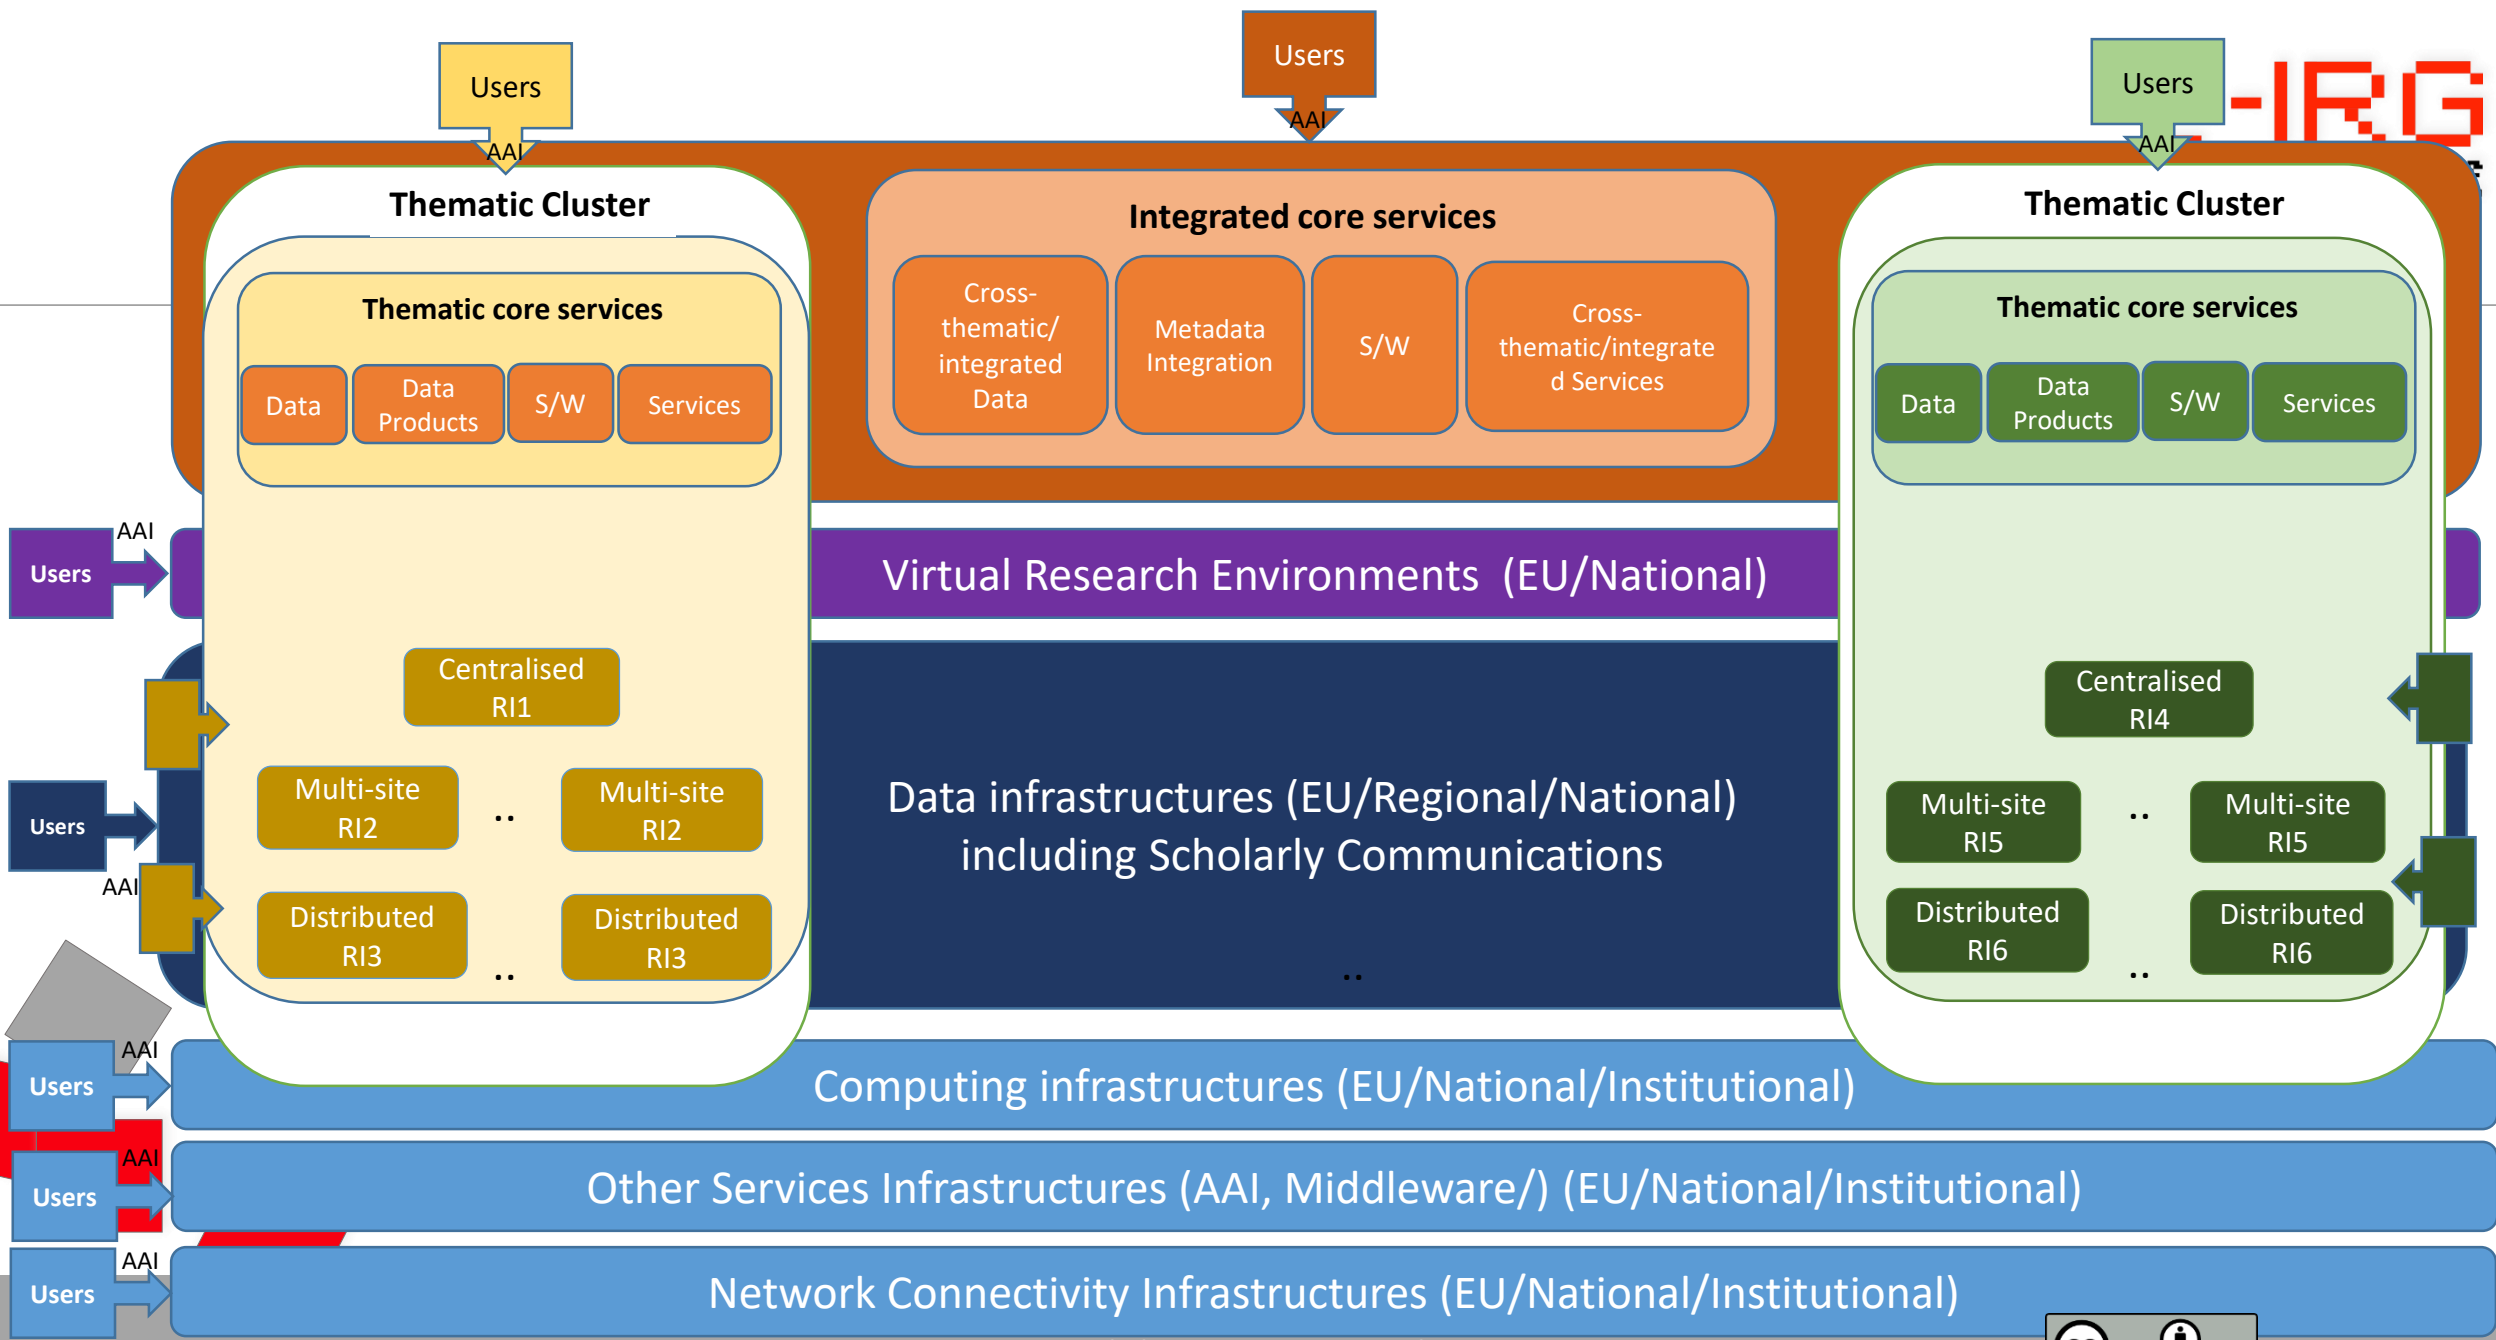 Users
Users
Users
-IRG
AAI
AAI
AAI
Thematic Cluster
Integrated core services
Thematic Cluster
Thematic core services
Data
Data
Products
S/W
Services
Cross-
thematic/
integrated
Data
Metadata
Integration
S/W
Cross-
thematic/integrate
d Services
Thematic core services
Data
Data
Products
S/W
Services
AAI
Users
Virtual Research Environments (EU/National)
Centralised
RI1
Centralised
RI4
Users
Multi-site
RI2
..
Multi-site
RI2
Data infrastructures (EU/Regional/National)
including Scholarly Communications
Multi-site
RI5
..
Multi-site
RI5
AAI
Distributed
RI3
..
Distributed
RI3
..
Distributed
RI6
..
Distributed
RI6
AAI
Users
Computing infrastructures (EU/National/Institutional)
AAI
Users
Other Services Infrastructures (AAI, Middleware/) (EU/National/Institutional)
AAI
Users
Network Connectivity Infrastructures (EU/National/Institutional)